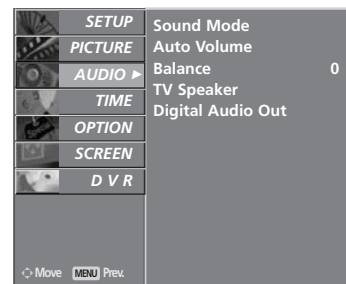 SETUP
PICTURE
AUDIO ►
TIME
OPTION
SCREEN
D V R
Move MENU Prev.
Sound Mode
Auto Volume
Balance 0
TV Speaker
Digital Audio Out